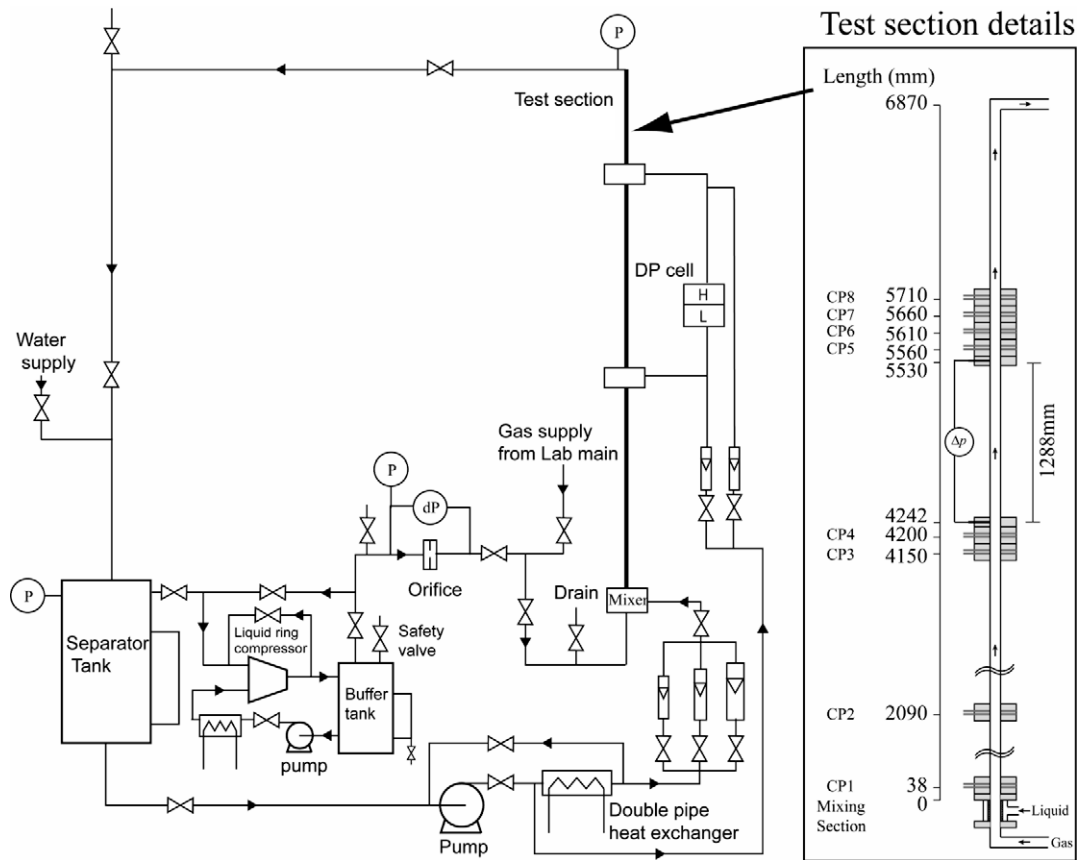 Test section details
P
Test section
Length (mm)
6870
DP cell
H
L
CP8 5710
CP7 5660
CP6 5610
CP5 5560
5530
Water
supply
Gas supply
from Lab main
Δp
1288mm
P
dP
4242
CP4 4200
CP3 4150
Orifice
Drain
Mixer
P
Separator
Tank
Liquid ring
compressor
Safety
valve
Buffer
tank
CP2 2090
pump
CP1 38
0
Mixing
Section
Liquid
Gas
Double pipe
heat exchanger
Pump